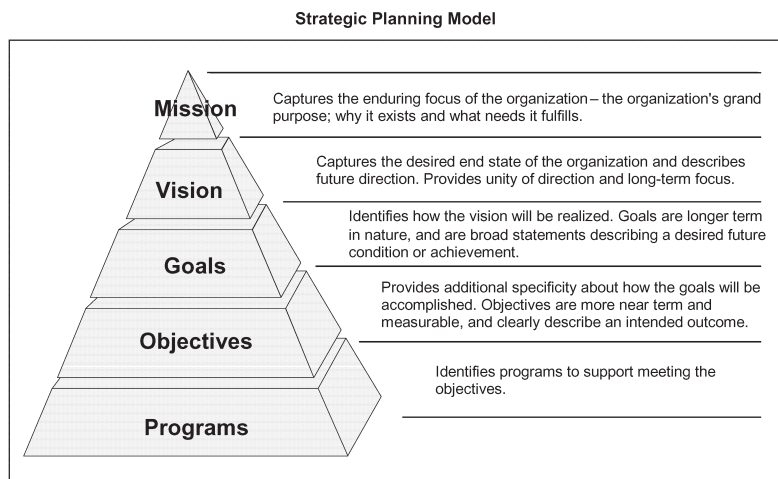 Strategic Planning Model
Mission
Captures the enduring focus of the organization – the organization's grand
purpose; why it exists and what needs it fulfills.
Vision
Captures the desired end state of the organization and describes
future direction. Provides unity of direction and long-term focus.
Goals
Identifies how the vision will be realized. Goals are longer term
in nature, and are broad statements describing a desired future
condition or achievement.
Objectives
Provides additional specificity about how the goals will be
accomplished. Objectives are more near term and
measurable, and clearly describe an intended outcome.
Programs
Identifies programs to support meeting the
objectives.